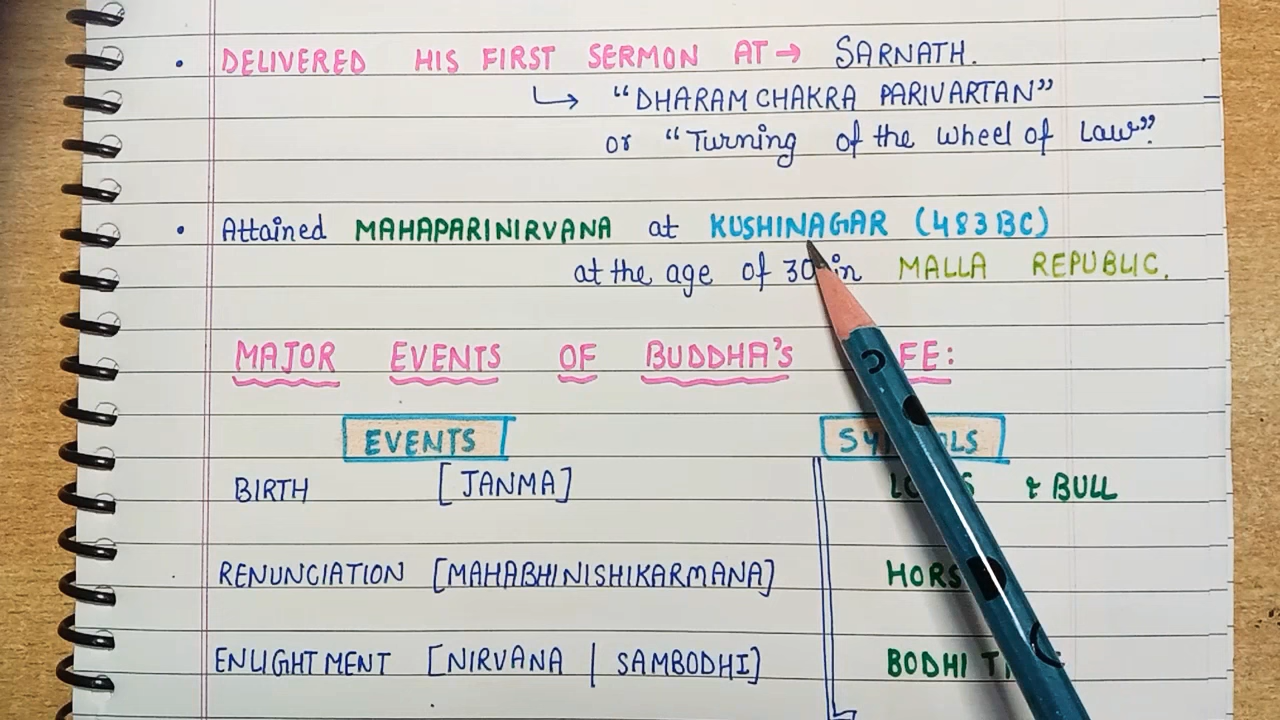 • DELIVERED HIS FIRST SERMON AT → SARNATH.
↳ "DHARAM CHAKRA PARIVARTAN"
or "Turning of the wheel of Law".
• Attained MAHAPARINIRVANA at KUSHINAGAR (483 BC)
at the age of 30 in MALLA REPUBLIC.
MAJOR EVENTS OF BUDDHA'S
EVENTS
BIRTH [JANMA] & BULL
RENUNCIATION [MAHABHINISHIKARMANA]
ENLIGHTMENT [NIRVANA | SAMBODHI] BODHI